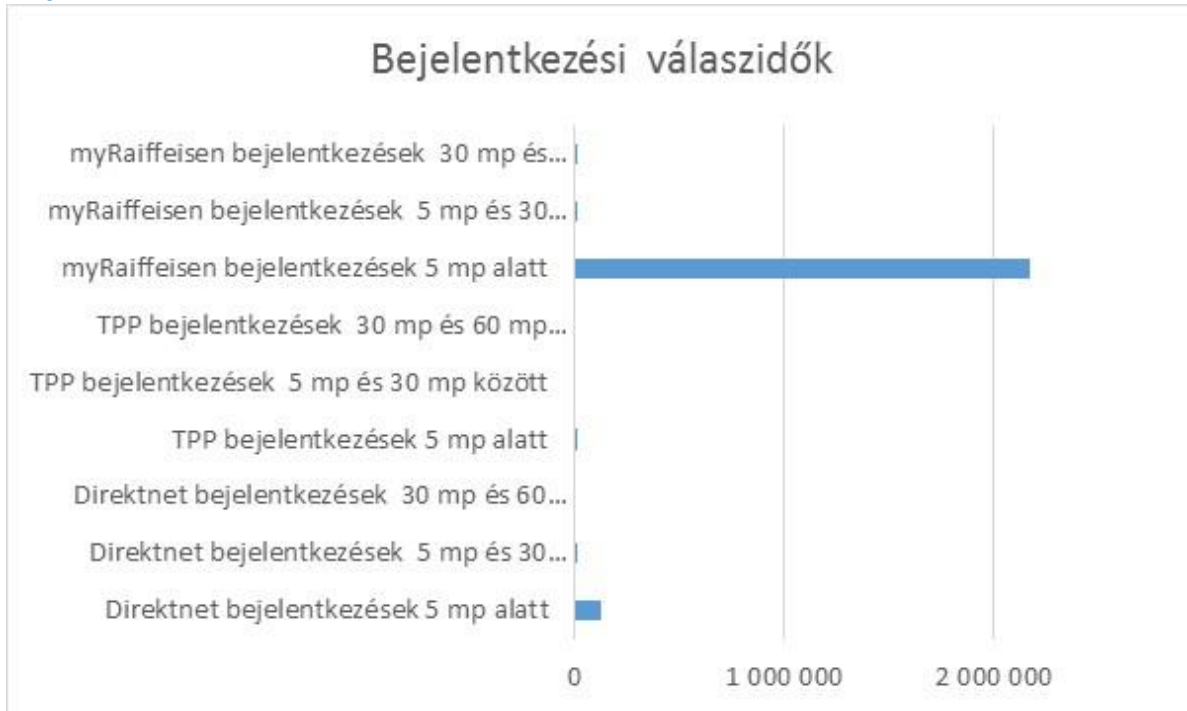 Bejelentkezési válaszidők
myRaiffeisen bejelentkezések 30 mp és...
myRaiffeisen bejelentkezések 5 mp és 30...
myRaiffeisen bejelentkezések 5 mp alatt
TPP bejelentkezések 30 mp és 60 mp...
TPP bejelentkezések 5 mp és 30 mp között
TPP bejelentkezések 5 mp alatt
Direktnet bejelentkezések 30 mp és 60...
Direktnet bejelentkezések 5 mp és 30...
Direktnet bejelentkezések 5 mp alatt
0 1 000 000 2 000 000